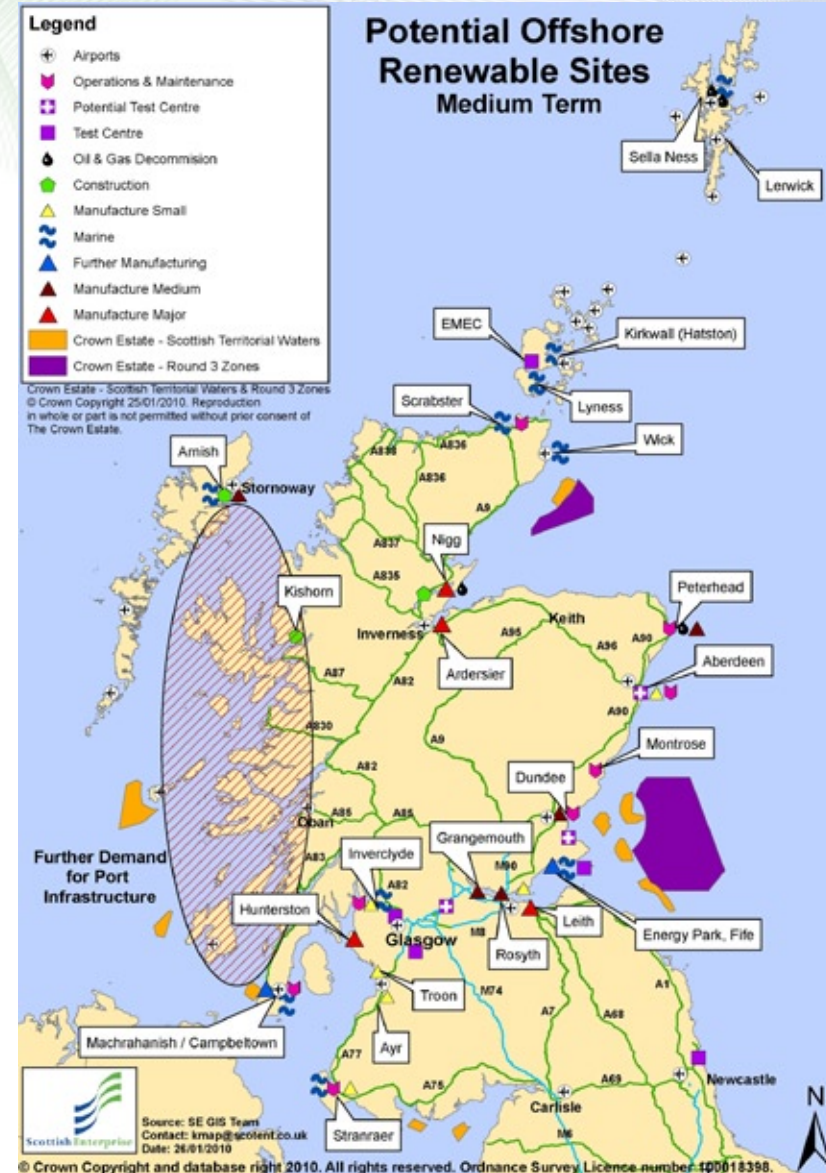 Legend
Airports
Operations & Maintenance
Potential Test Centre
Test Centre
Oil & Gas Decommision
Construction
Manufacture Small
Marine
Further Manufacturing
Manufacture Medium
Manufacture Major
Crown Estate - Scottish Territorial Waters
Crown Estate - Round 3 Zones
Crown Estate - Scottish Territorial Waters & Round 3 Zones
© Crown Copyright 25/01/2010. Reproduction
in whole or part is not permitted without prior consent of
The Crown Estate.
Potential Offshore
Renewable Sites
Medium Term
Sella Ness
Lerwick
EMEC
Kirkwall (Hatston)
Lyness
Scrabster
Wick
A838
A836
A836
A9
Arnish
Stornoway
A837
A835
Nigg
Kishorn
Inverness
Ardersier
Keith
A95
A96
A90
Peterhead
Aberdeen
A90
A87
A82
A830
A9
Montrose
Dundee
A82
A85
A85
Oban
A83
Further Demand
for Port
Infrastructure
Inverclyde
A82
Grangemouth
M90
Hunterston
Glasgow
M8
Rosyth
Leith
Energy Park, Fife
Troon
M74
A7
A68
A1
Machrahanish / Campbeltown
Ayr
A77
A75
A69
Newcastle
Carlisle
M6
Stranraer
N
Scottish Enterprise
Source: SE GIS Team
Contact: kmap@scotent.co.uk
Date: 26/01/2010
© Crown Copyright and database right 2010. All rights reserved. Ordnance Survey Licence number 100018398.